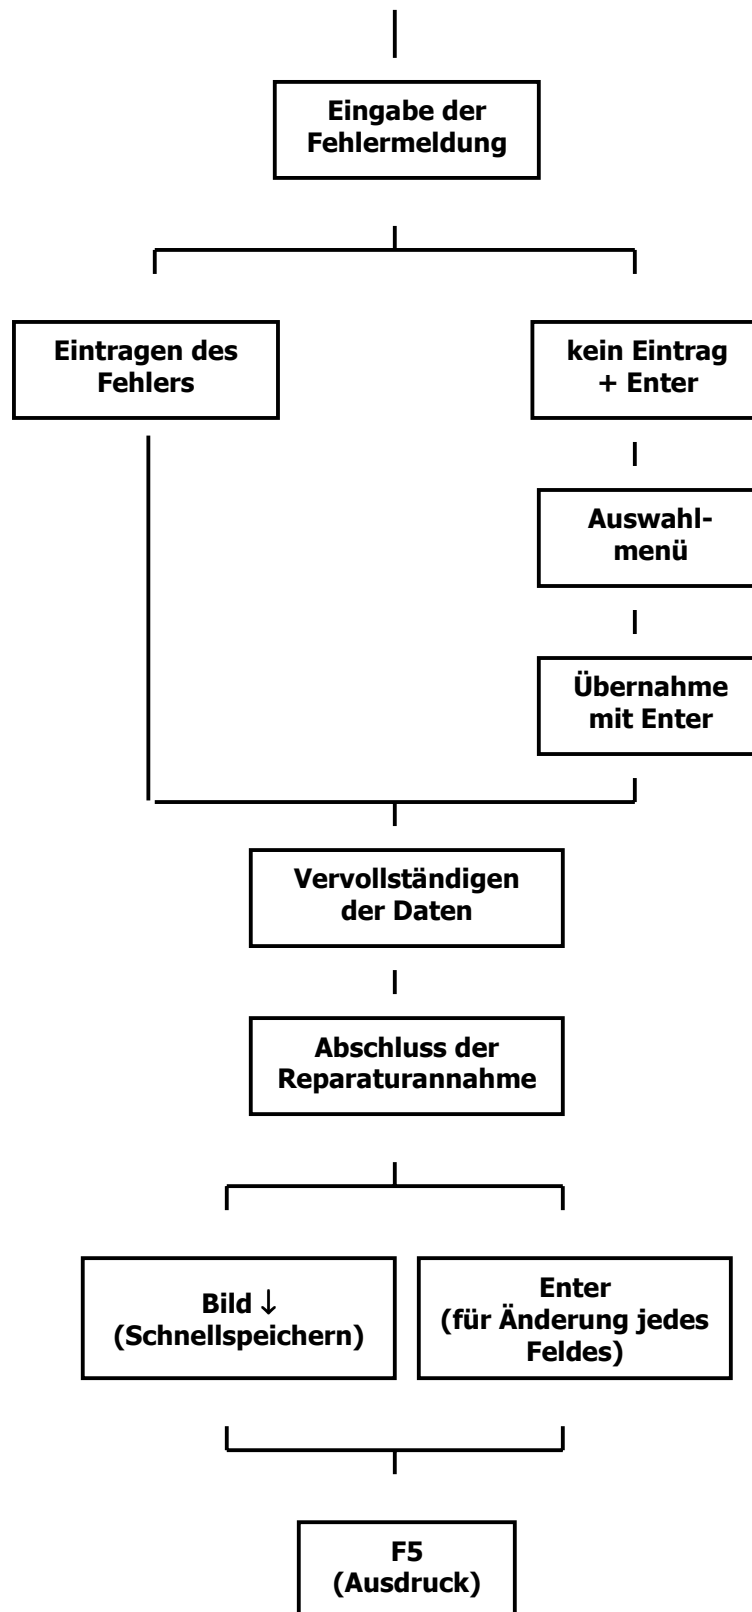 Eingabe der
Fehlermeldung
Eintragen des
Fehlers
kein Eintrag
+ Enter
Auswahl-
menü
Übernahme
mit Enter
Vervollständigen
der Daten
Abschluss der
Reparaturannahme
Bild ↓
(Schnellspeichern)
Enter
(für Änderung jedes
Feldes)
F5
(Ausdruck)